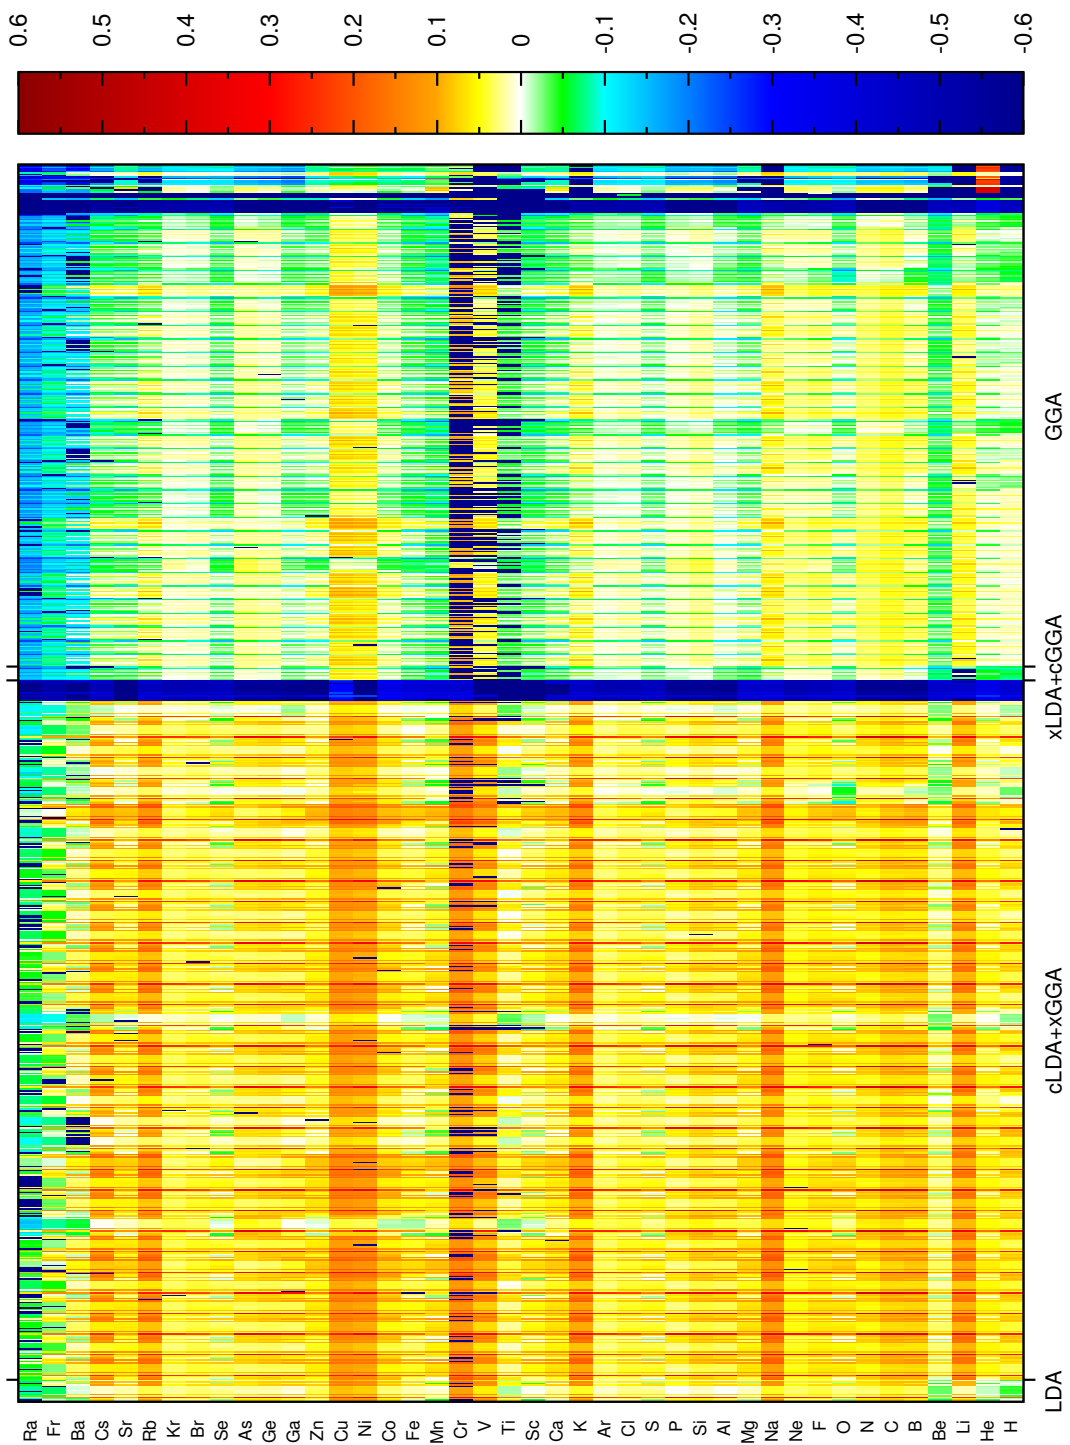 0.6
0.5
0.4
0.3
0.2
0.1
0
-0.1
-0.2
-0.3
-0.4
-0.5
-0.6
Ra
Fr
Ba
Cs
Sr
Rb
Kr
Br
Se
As
Ge
Ga
Zn
Cu
Ni
Co
Fe
Mn
Cr
V
Ti
Sc
Ca
K
Ar
Cl
S
P
Si
Al
Mg
Na
Ne
F
O
N
C
B
Be
Li
He
H
LDA
cLDA+xGGA
xLDA+cGGA
GGA